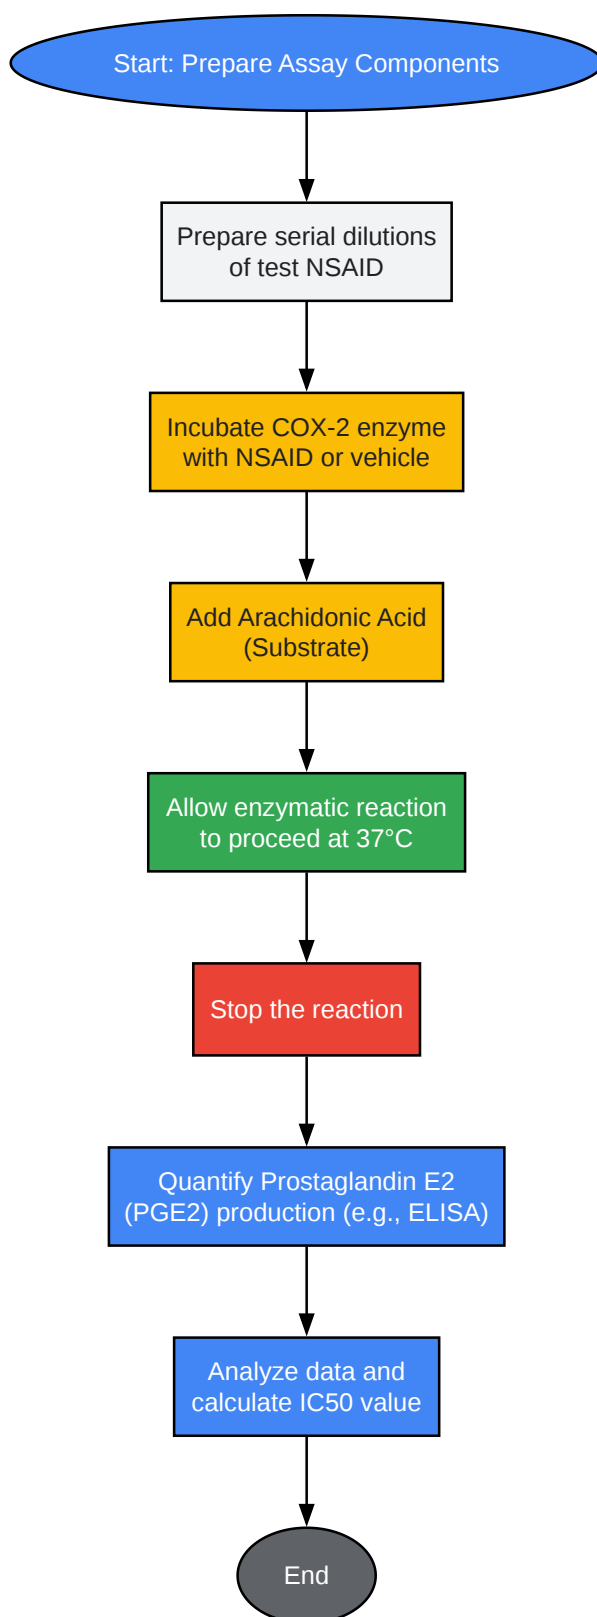 Start: Prepare Assay Components
Prepare serial dilutions
of test NSAID
Incubate COX-2 enzyme
with NSAID or vehicle
Add Arachidonic Acid
(Substrate)
Allow enzymatic reaction
to proceed at 37°C
Stop the reaction
Quantify Prostaglandin E2
(PGE2) production (e.g., ELISA)
Analyze data and
calculate IC50 value
End